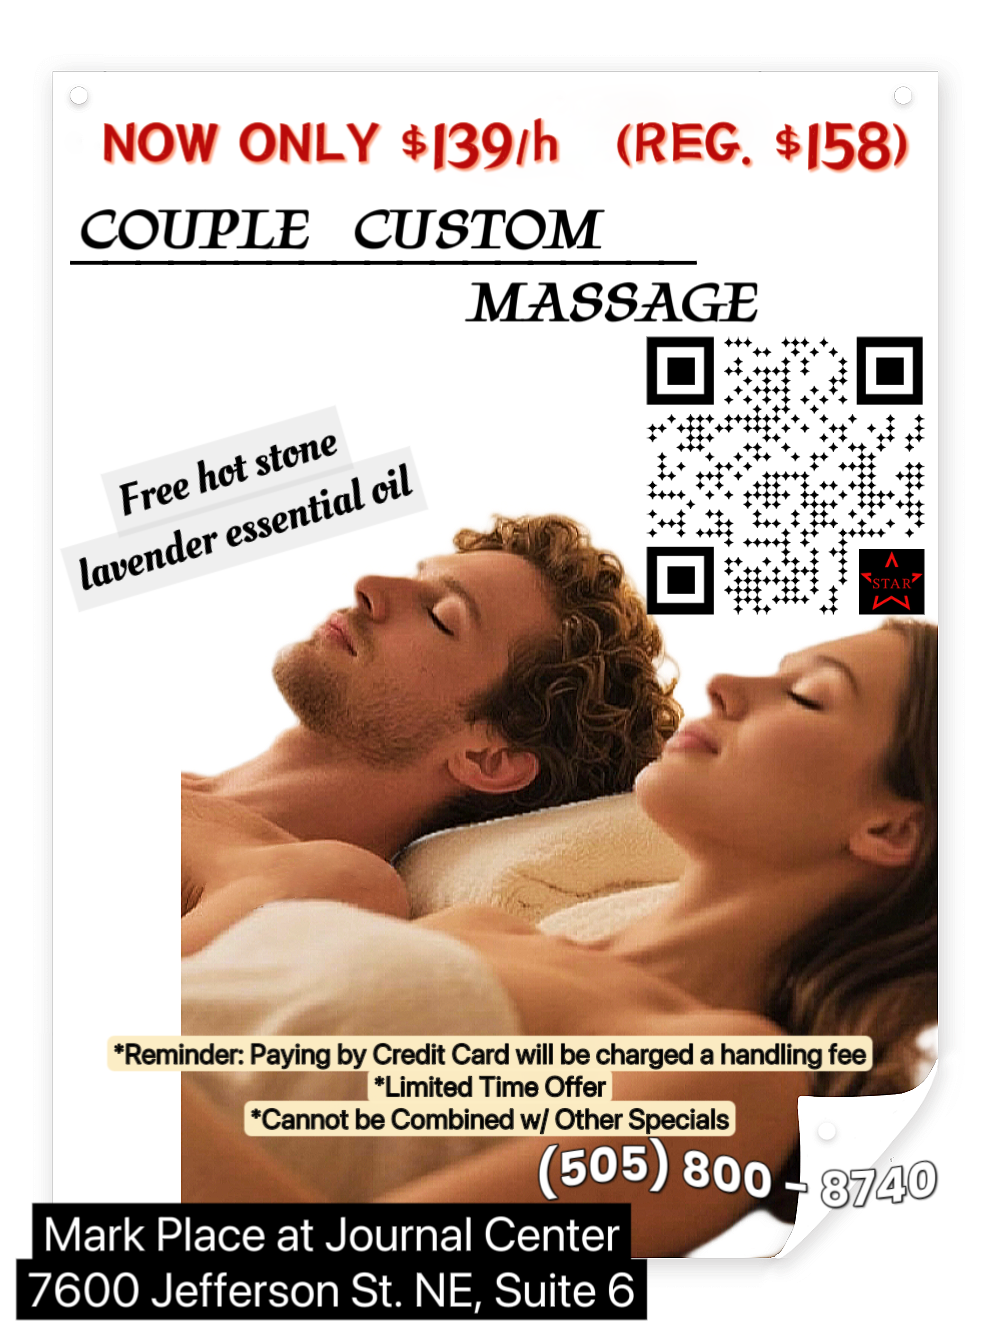 NOW ONLY $139/h (REG. $158)
COUPLE CUSTOM
MASSAGE
Free hot stone
lavender essential oil
STAR
*Reminder: Paying by Credit Card will be charged a handling fee
*Limited Time Offer
*Cannot be Combined w/ Other Specials
(505) 800 - 8740
Mark Place at Journal Center
7600 Jefferson St. NE, Suite 6